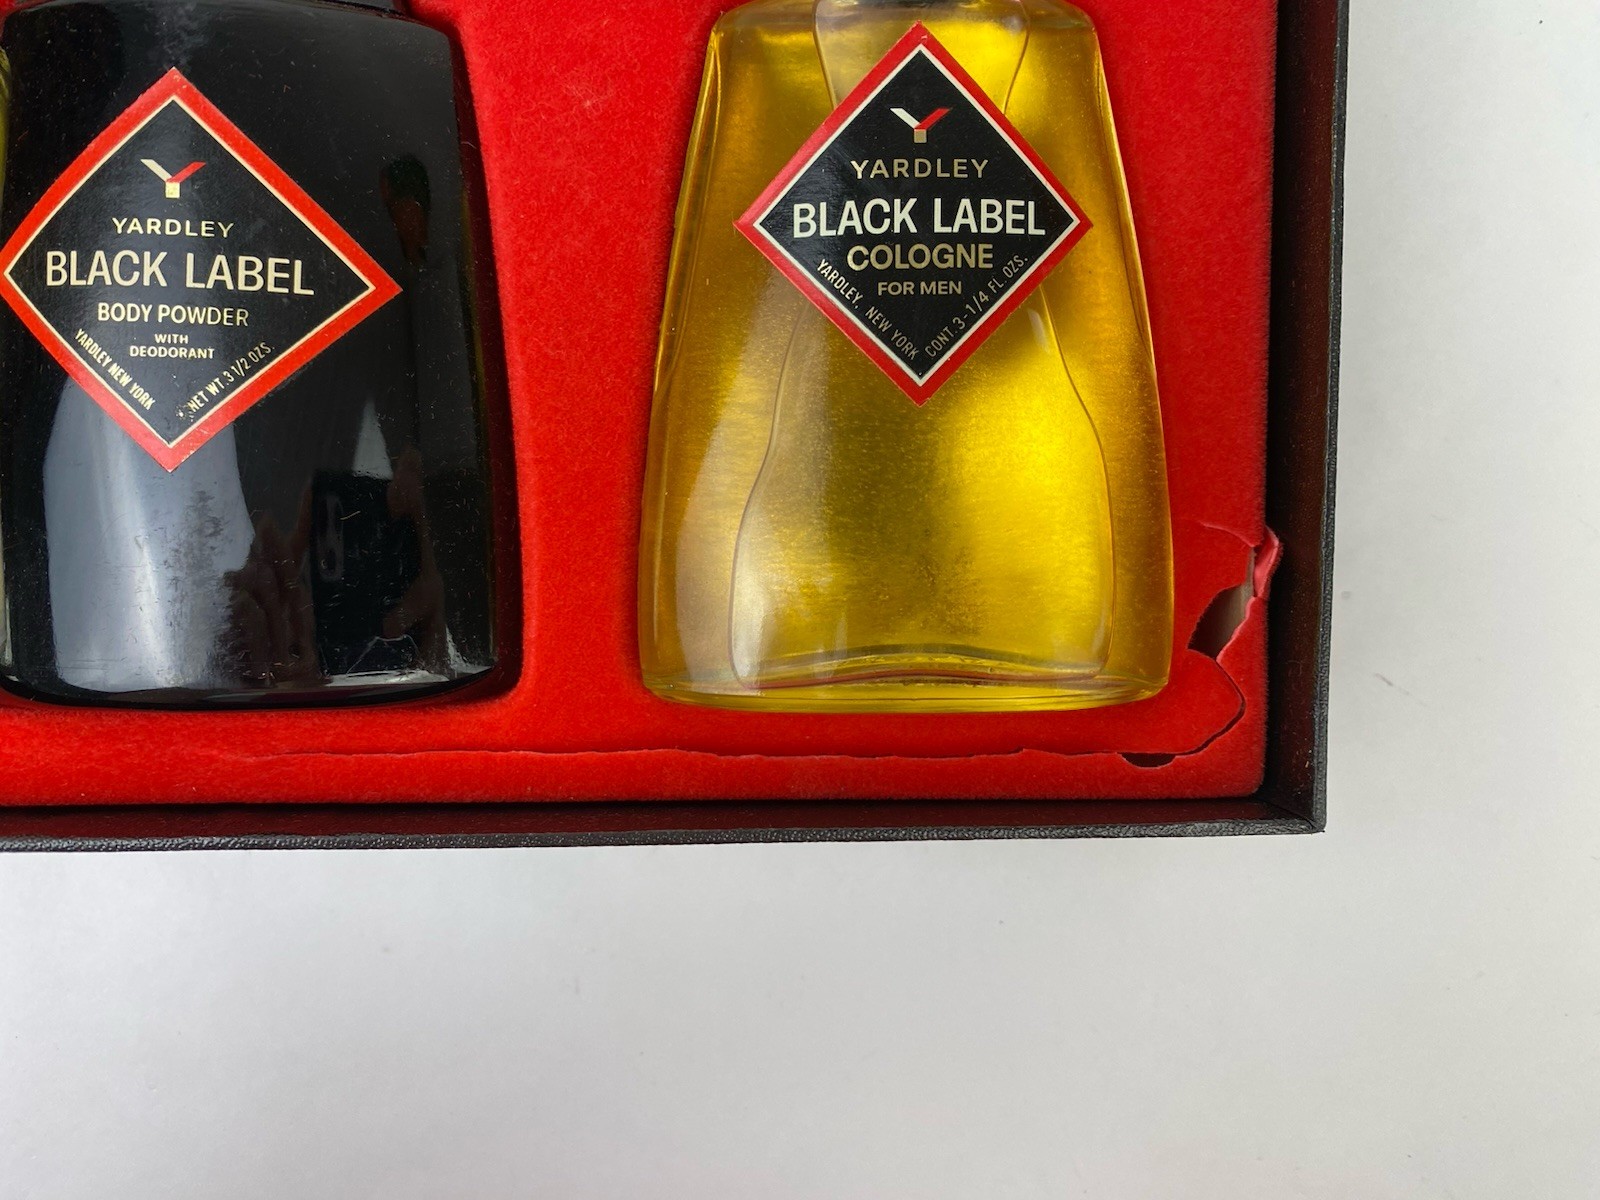 YARDLEY
BLACK LABEL
BODY POWDER
WITH
DEODORANT
YARDLEY NEW YORK
NET WT. 3 1/2 OZS.
YARDLEY
BLACK LABEL
COLOGNE
FOR MEN
YARDLEY, NEW YORK
CONT. 3-1/4 FL. OZS.